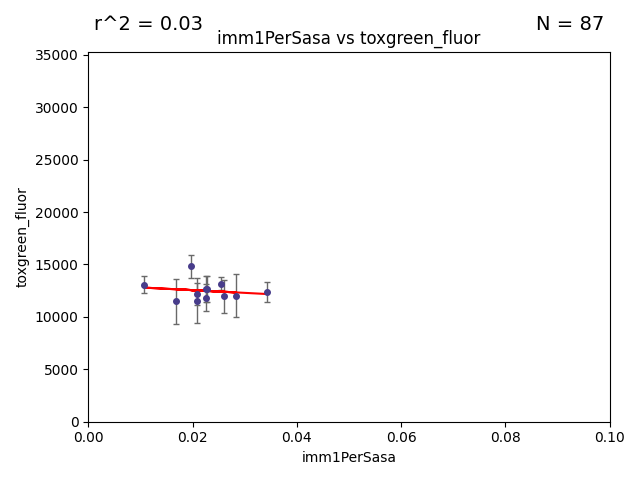 r^2 = 0.03
N = 87
imm1PerSasa vs toxgreen_fluor
toxgreen_fluor
35000
30000
25000
20000
15000
10000
5000
0
0.00
0.02
0.04
0.06
0.08
0.10
imm1PerSasa